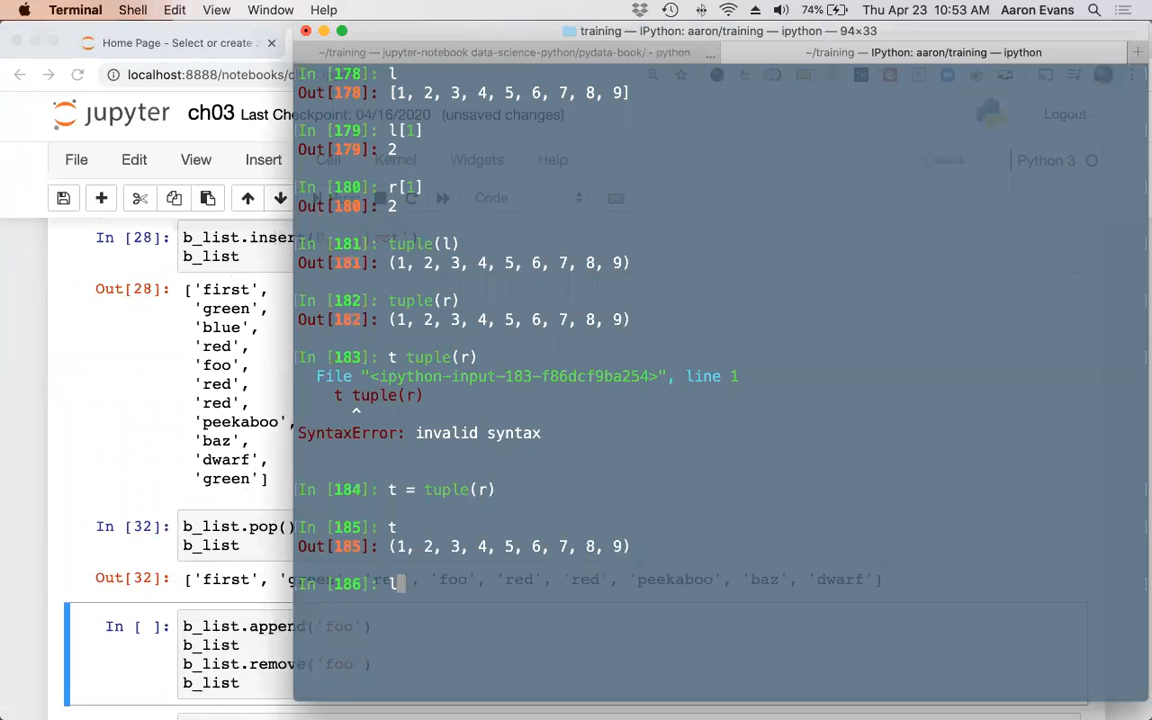 Terminal Shell Edit View Window Help 74% Thu Apr 23 10:53 AM Aaron Evans
~/training — IPython: aaron/training — ipython — 94×33
Home Page - Select or create
~/training — jupyter-notebook data-science-python/pydata-book/ • python ...
~/training — IPython: aaron/training — ipython
localhost:8888/notebooks/d
jupyter ch03 Last Checkpoint: 04/16/2020 (unsaved changes)
Logout
File Edit View Insert Cell Kernel Widgets Help
Python 3
Code
In [28]: b_list.insert
b_list
Out[28]: ['first',
'green',
'blue',
'red',
'foo',
'red',
'red',
'peekaboo',
'baz',
'dwarf',
'green']
In [32]: b_list.pop()
b_list
Out[32]: ['first', 'green', 'red', 'foo', 'red', 'red', 'peekaboo', 'baz', 'dwarf']
In [ ]: b_list.append('foo')
b_list
b_list.remove('foo')
b_list
In [178]: l
Out[178]: [1, 2, 3, 4, 5, 6, 7, 8, 9]
In [179]: l[1]
Out[179]: 2
In [180]: r[1]
Out[180]: 2
In [181]: tuple(l)
Out[181]: (1, 2, 3, 4, 5, 6, 7, 8, 9)
In [182]: tuple(r)
Out[182]: (1, 2, 3, 4, 5, 6, 7, 8, 9)
In [183]: t tuple(r)
File "<ipython-input-183-f86dcf9ba254>", line 1
t tuple(r)
^
SyntaxError: invalid syntax
In [184]: t = tuple(r)
In [185]: t
Out[185]: (1, 2, 3, 4, 5, 6, 7, 8, 9)
In [186]: l